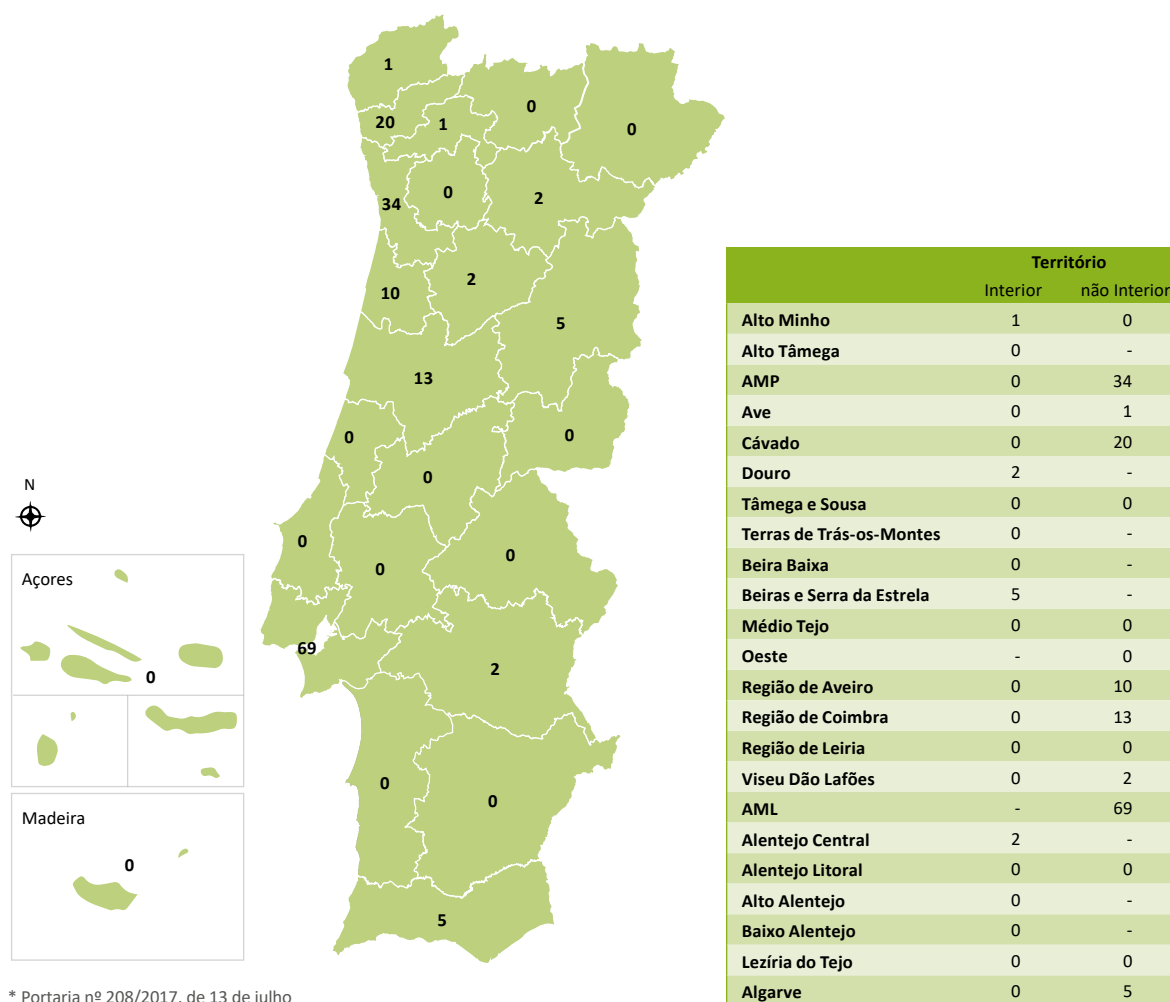 1
0
20
1
0
0
2
34
2
10
5
13
0
0
0
N
0
0
0
Açores
69
0
2
0
0
Madeira
0
5
Território
Interior não Interior
Alto Minho 1 0
Alto Tâmega 0 -
AMP 0 34
Ave 0 1
Cávado 0 20
Douro 2 -
Tâmega e Sousa 0 0
Terras de Trás-os-Montes 0 -
Beira Baixa 0 -
Beiras e Serra da Estrela 5 -
Médio Tejo 0 0
Oeste - 0
Região de Aveiro 0 10
Região de Coimbra 0 13
Região de Leiria 0 0
Viseu Dão Lafões 0 2
AML - 69
Alentejo Central 2 -
Alentejo Litoral 0 0
Alto Alentejo 0 -
Baixo Alentejo 0 -
Lezíria do Tejo 0 0
Algarve 0 5
* Portaria nº 208/2017, de 13 de julho